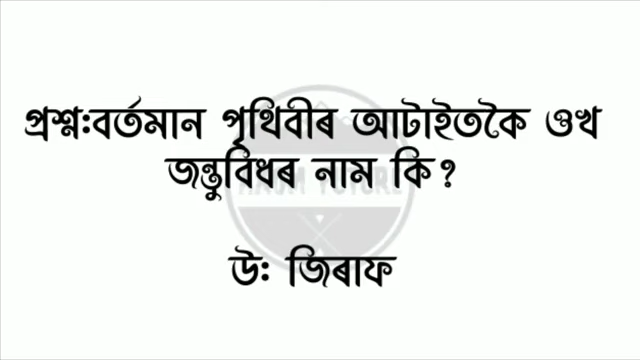 প্ৰশ্নঃবৰ্তমান পৃথিবীৰ আটাইতকৈ ওখ
জন্তুবিধৰ নাম কি?
উঃ জিৰাফ